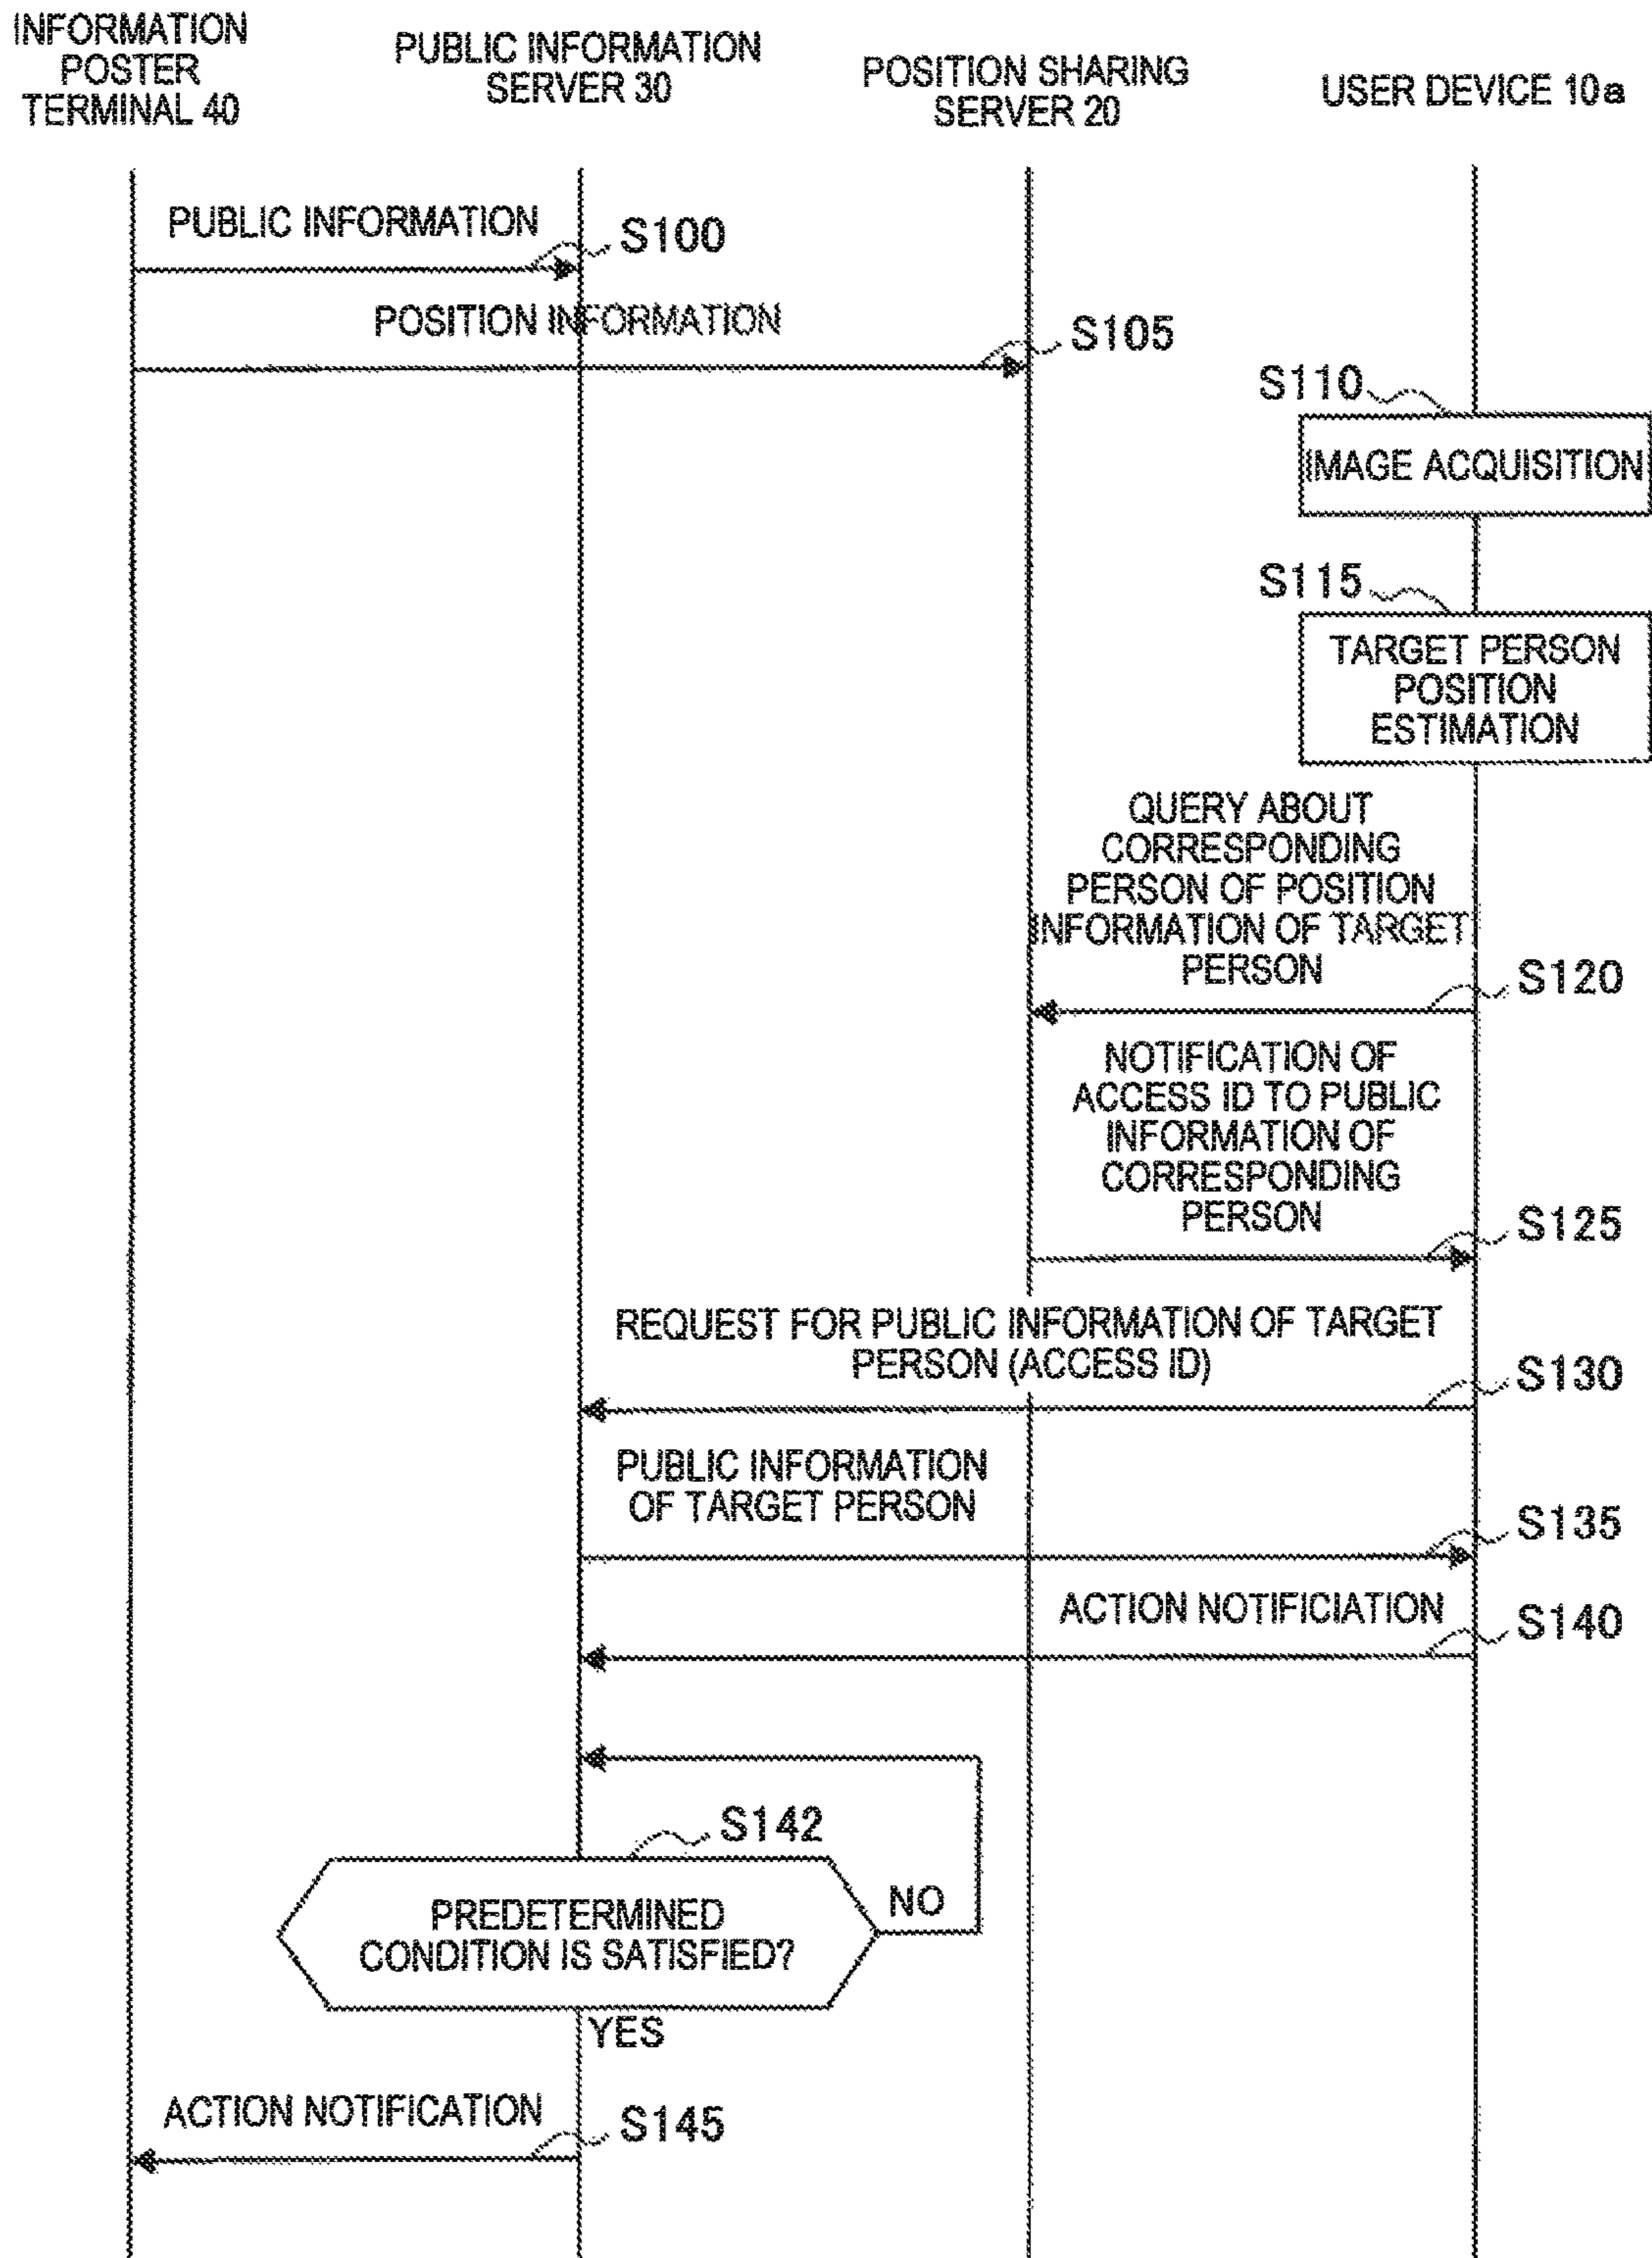 INFORMATION
POSTER
TERMINAL 40
PUBLIC INFORMATION
SERVER 30
POSITION SHARING
SERVER 20
USER DEVICE 10a
PUBLIC INFORMATION
S100
POSITION INFORMATION
S105
S110
IMAGE ACQUISITION
S115
TARGET PERSON
POSITION
ESTIMATION
QUERY ABOUT
CORRESPONDING
PERSON OF POSITION
INFORMATION OF TARGET
PERSON
S120
NOTIFICATION OF
ACCESS ID TO PUBLIC
INFORMATION OF
CORRESPONDING
PERSON
S125
REQUEST FOR PUBLIC INFORMATION OF TARGET
PERSON (ACCESS ID)
S130
PUBLIC INFORMATION
OF TARGET PERSON
S135
ACTION NOTIFICIATION
S140
S142
PREDETERMINED
CONDITION IS SATISFIED?
NO
YES
ACTION NOTIFICATION
S145